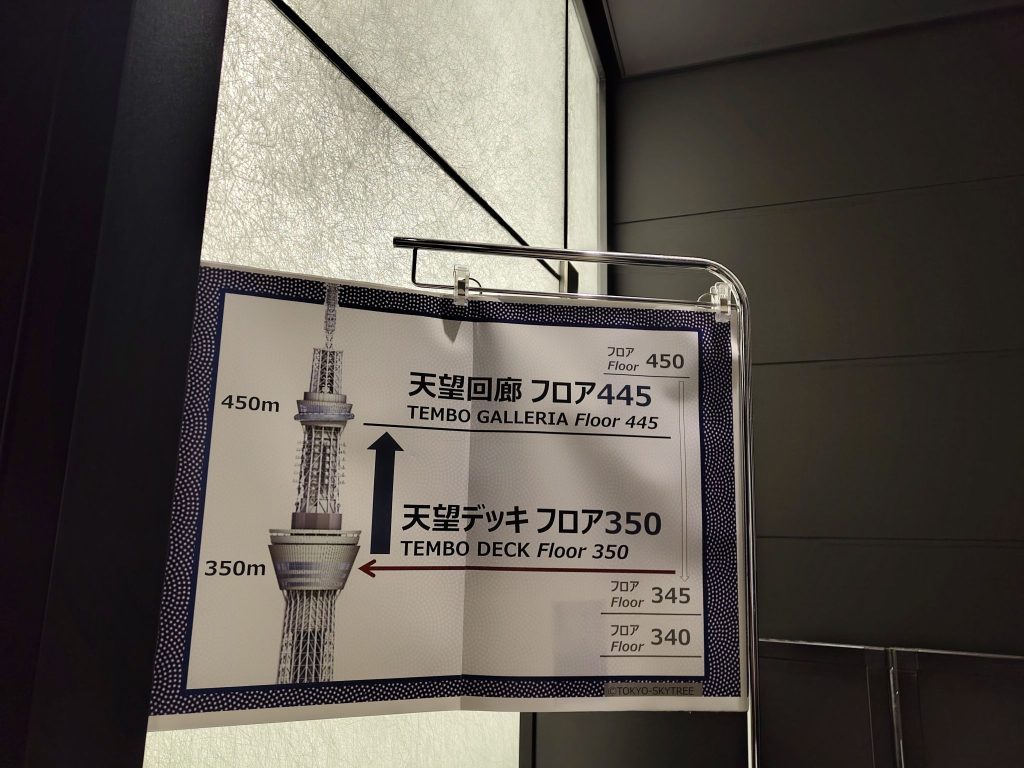 フロア
Floor 450
天望回廊 フロア445
450m
TEMBO GALLERIA Floor 445
天望デッキ フロア350
TEMBO DECK Floor 350
350m
フロア
Floor 345
フロア
Floor 340
©TOKYO-SKYTREE